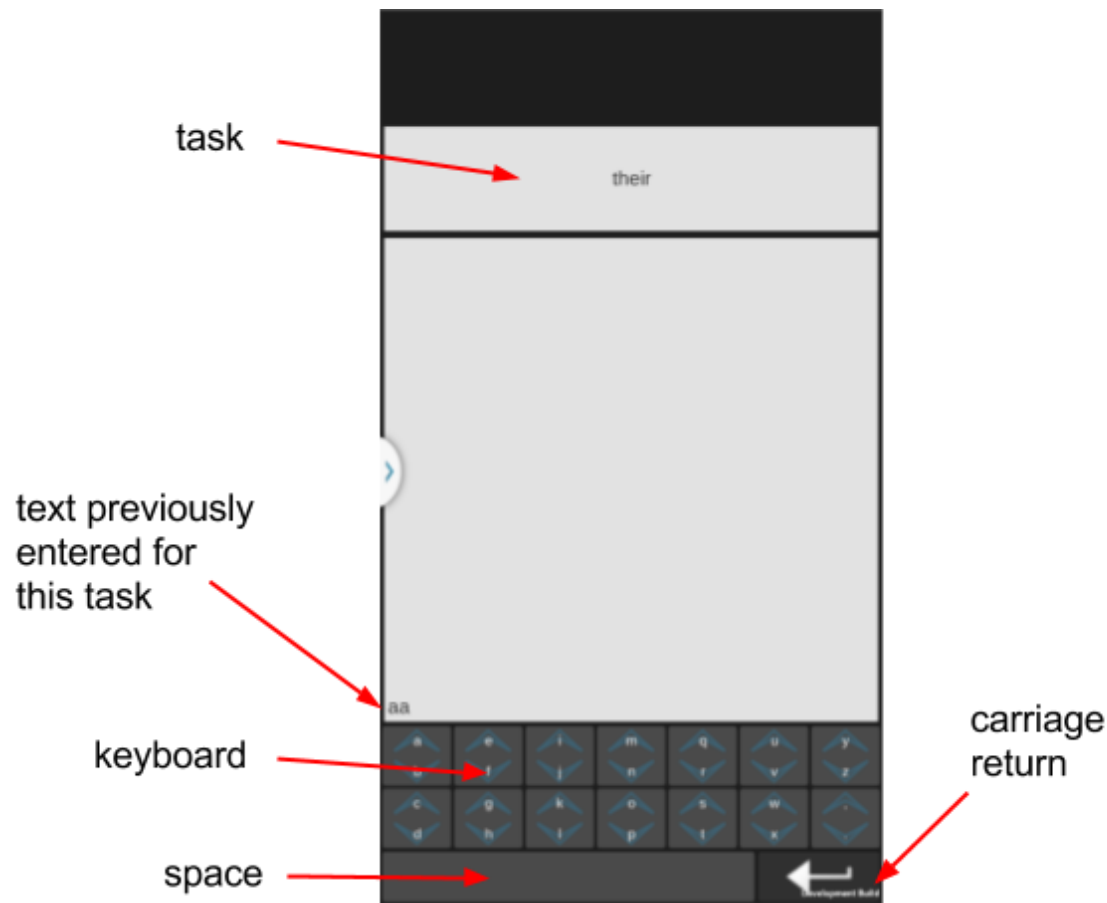 task
their
text previously
entered for
this task
aa
keyboard
a e i m q u y
b f j n r v z
c g k o s w
d h l p t x .
carriage
return
space
Development Build